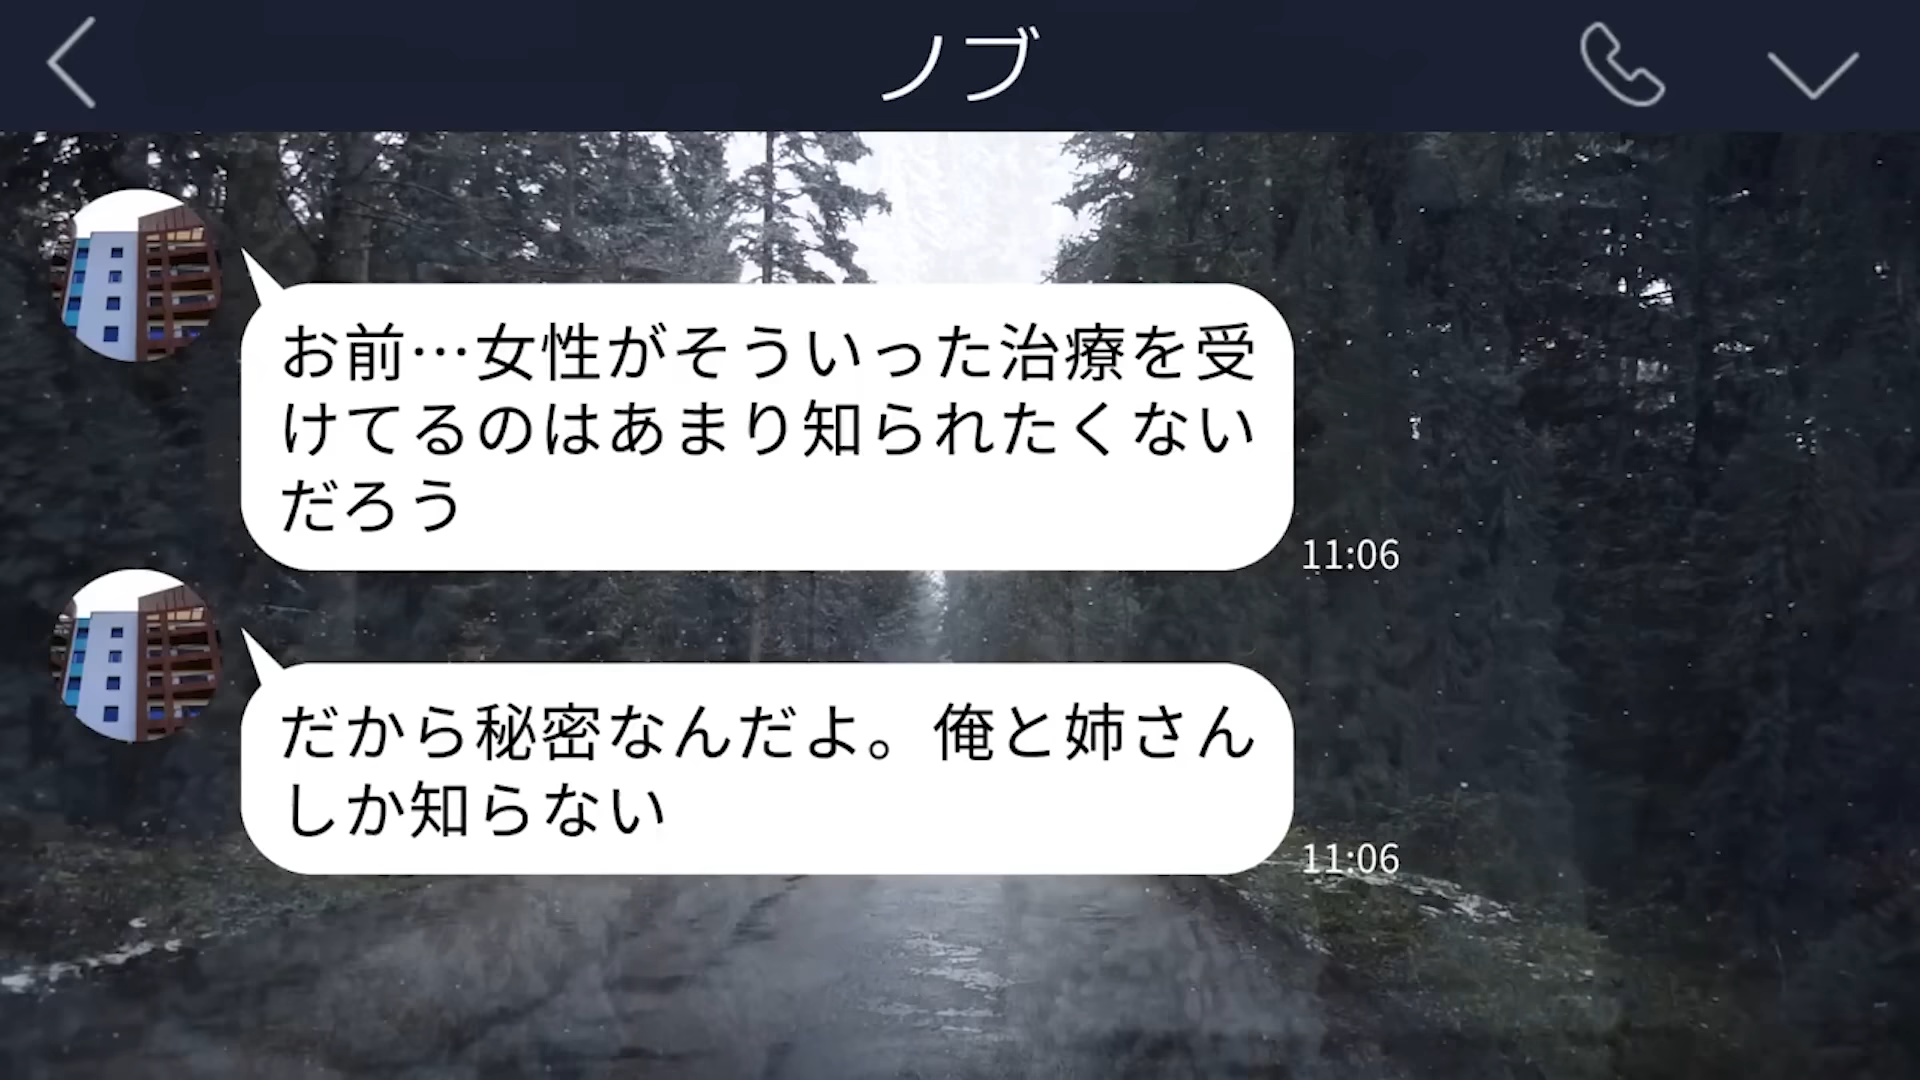 ノブ
お前…女性がそういった治療を受
けてるのはあまり知られたくない
だろう
11:06
だから秘密なんだよ。俺と姉さん
しか知らない
11:06